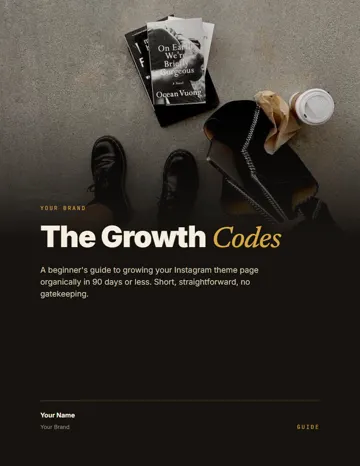 On Earth
We're
Briefly
Gorgeous
A Novel
Ocean Vuong
YOUR BRAND
The Growth Codes
A beginner's guide to growing your Instagram theme page
organically in 90 days or less. Short, straightforward, no
gatekeeping.
Your Name
Your Brand
GUIDE